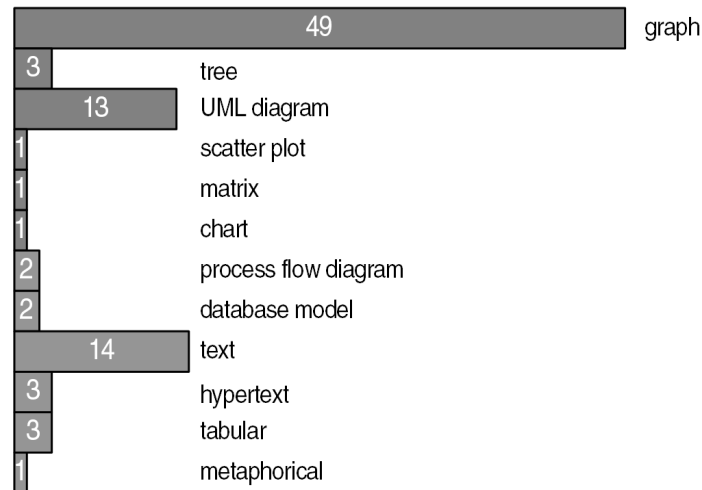 49 graph
3 tree
13 UML diagram
1 scatter plot
1 matrix
1 chart
2 process flow diagram
2 database model
14 text
3 hypertext
3 tabular
1 metaphorical